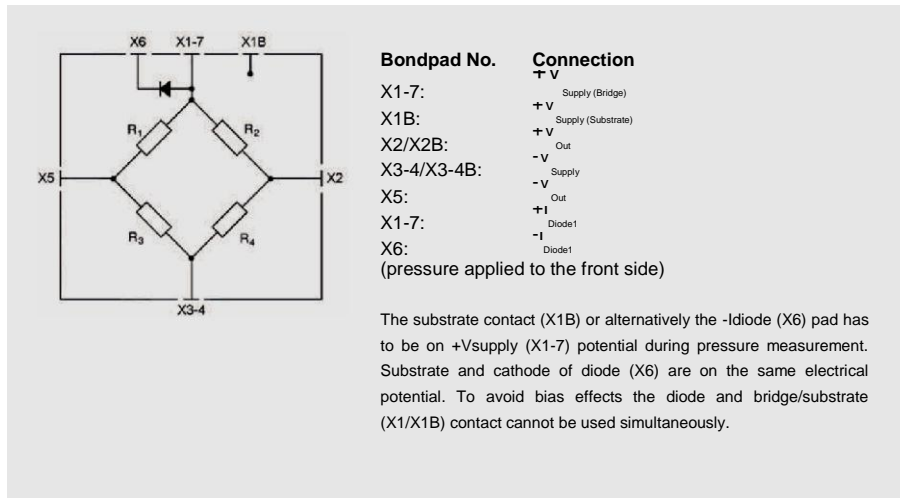 X6 X1-7 X1B
R1 R2
X5 X2
R3 R4
X3-4
Bondpad No. Connection
X1-7: +V Supply (Bridge)
X1B: +V Supply (Substrate)
X2/X2B: +V Out
X3-4/X3-4B: -V Supply
X5: -V Out
X1-7: +I Diode1
X6: -I Diode1
(pressure applied to the front side)
The substrate contact (X1B) or alternatively the -Idiode (X6) pad has
to be on +Vsupply (X1-7) potential during pressure measurement.
Substrate and cathode of diode (X6) are on the same electrical
potential. To avoid bias effects the diode and bridge/substrate
(X1/X1B) contact cannot be used simultaneously.